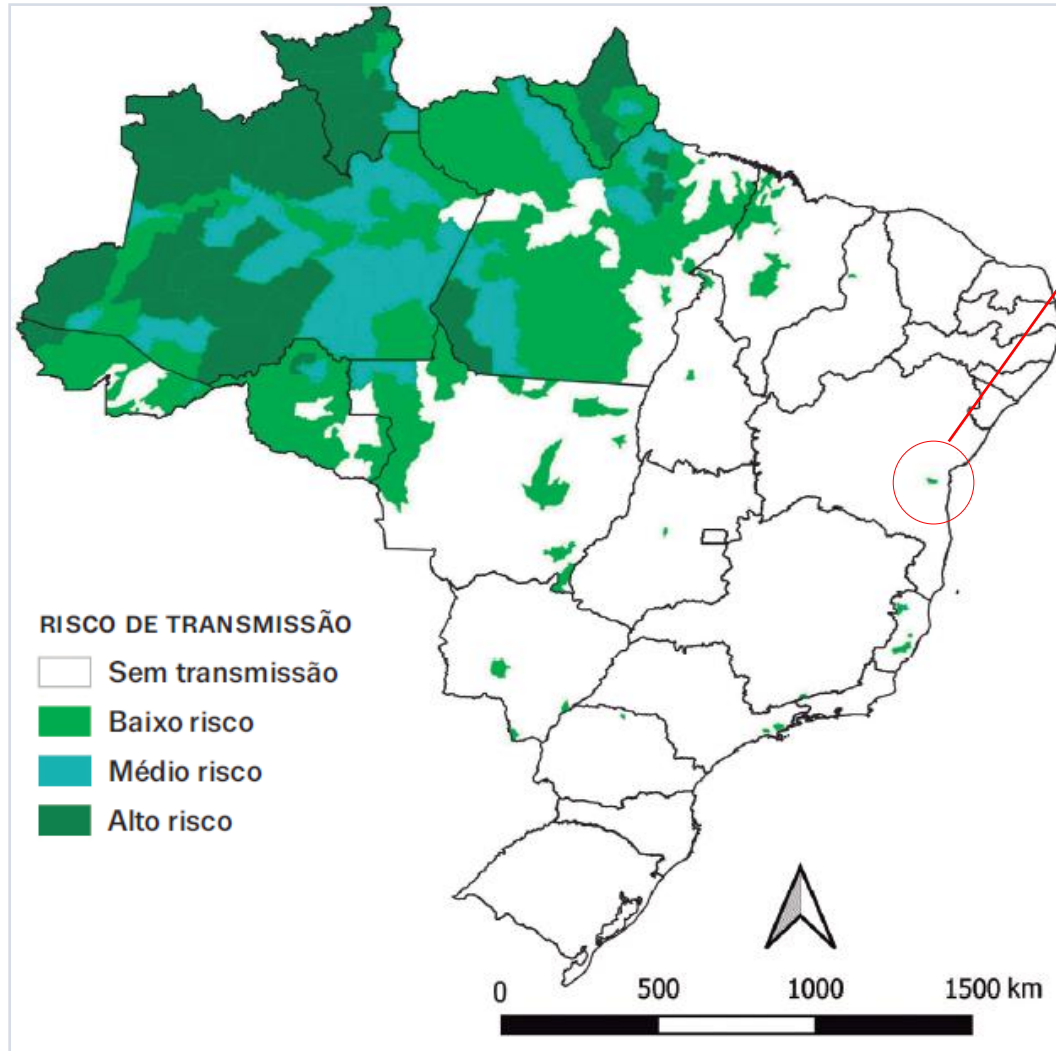 RISCO DE TRANSMISSÃO
Sem transmissão
Baixo risco
Médio risco
Alto risco
0 500 1000 1500 km